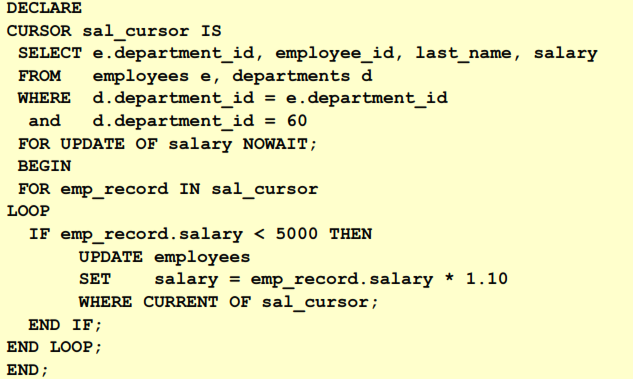 DECLARE
CURSOR sal_cursor IS
SELECT e.department_id, employee_id, last_name, salary
FROM employees e, departments d
WHERE d.department_id = e.department_id
and d.department_id = 60
FOR UPDATE OF salary NOWAIT;
BEGIN
FOR emp_record IN sal_cursor
LOOP
IF emp_record.salary < 5000 THEN
UPDATE employees
SET salary = emp_record.salary * 1.10
WHERE CURRENT OF sal_cursor;
END IF;
END LOOP;
END;